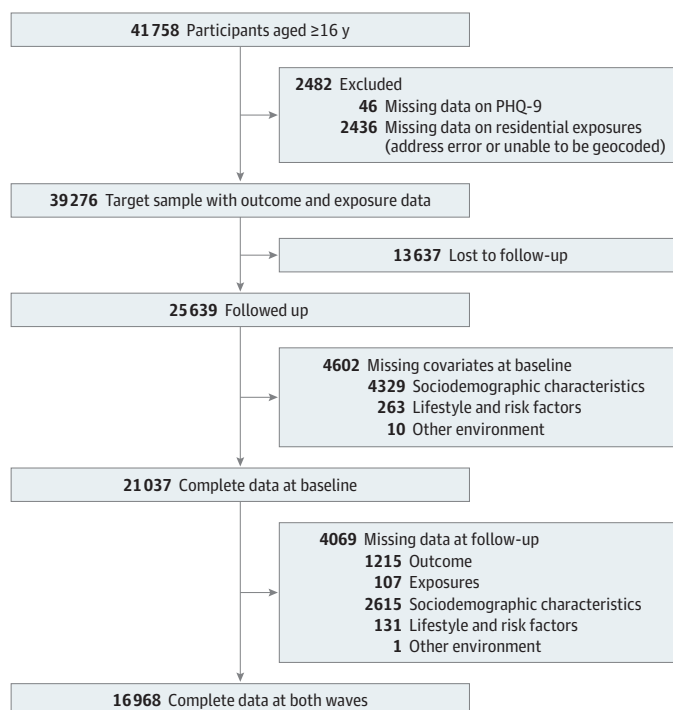 41758 Participants aged ≥16 y
2482 Excluded
46 Missing data on PHQ-9
2436 Missing data on residential exposures
(address error or unable to be geocoded)
39276 Target sample with outcome and exposure data
13637 Lost to follow-up
25639 Followed up
4602 Missing covariates at baseline
4329 Sociodemographic characteristics
263 Lifestyle and risk factors
10 Other environment
21037 Complete data at baseline
4069 Missing data at follow-up
1215 Outcome
107 Exposures
2615 Sociodemographic characteristics
131 Lifestyle and risk factors
1 Other environment
16968 Complete data at both waves